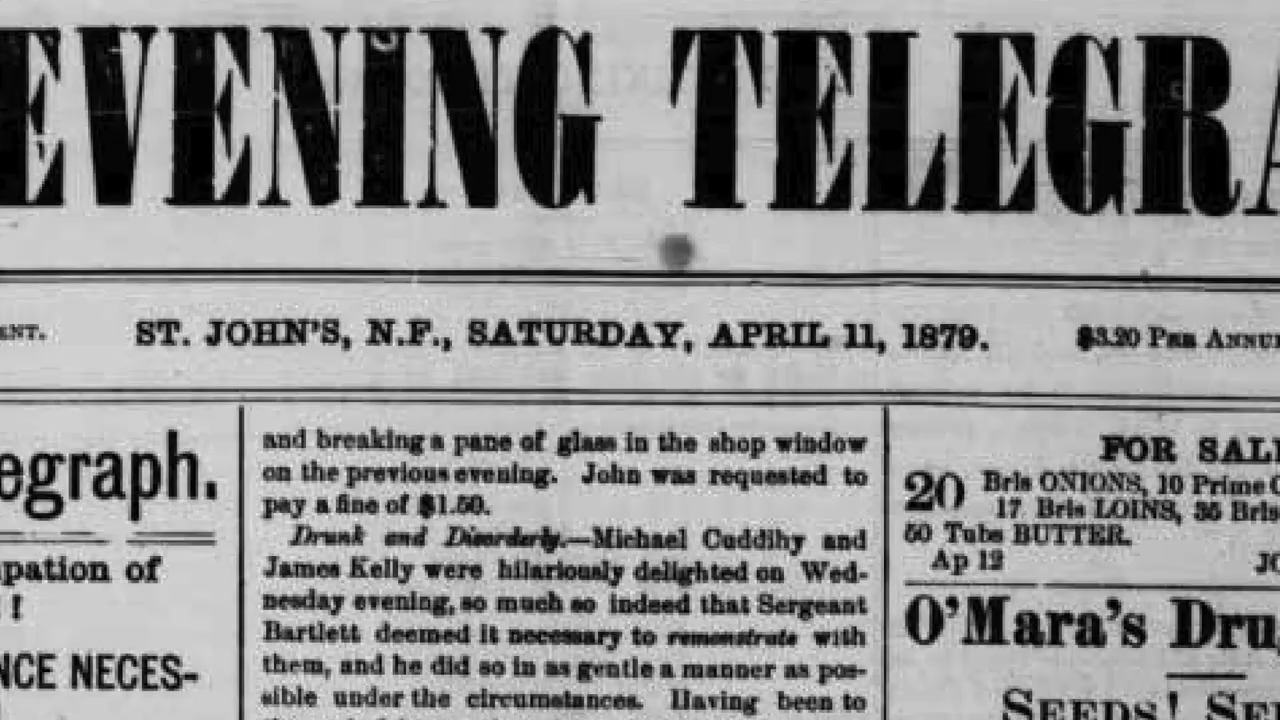 EVENING TELEGRA
ENT.
ST. JOHN'S, N.F., SATURDAY, APRIL 11, 1879.
$3.20 PER ANNU
egraph.
pation of
!
NCE NECES-
and breaking a pane of glass in the shop window
on the previous evening. John was requested to
pay a fine of $1.50.
Drunk and Disorderly.—Michael Cuddihy and
James Kelly were hilariously delighted on Wed-
nesday evening, so much so indeed that Sergeant
Bartlett deemed it necessary to remonstrate with
them, and he did so in as gentle a manner as pos-
sible under the circumstances. Having been to
FOR SALE
20 Brls ONIONS, 10 Prime
17 Brls LOINS, 35 Brls
50 Tubs BUTTER.
Ap 12
JO
O'Mara's Dru
SEEDS! SEE